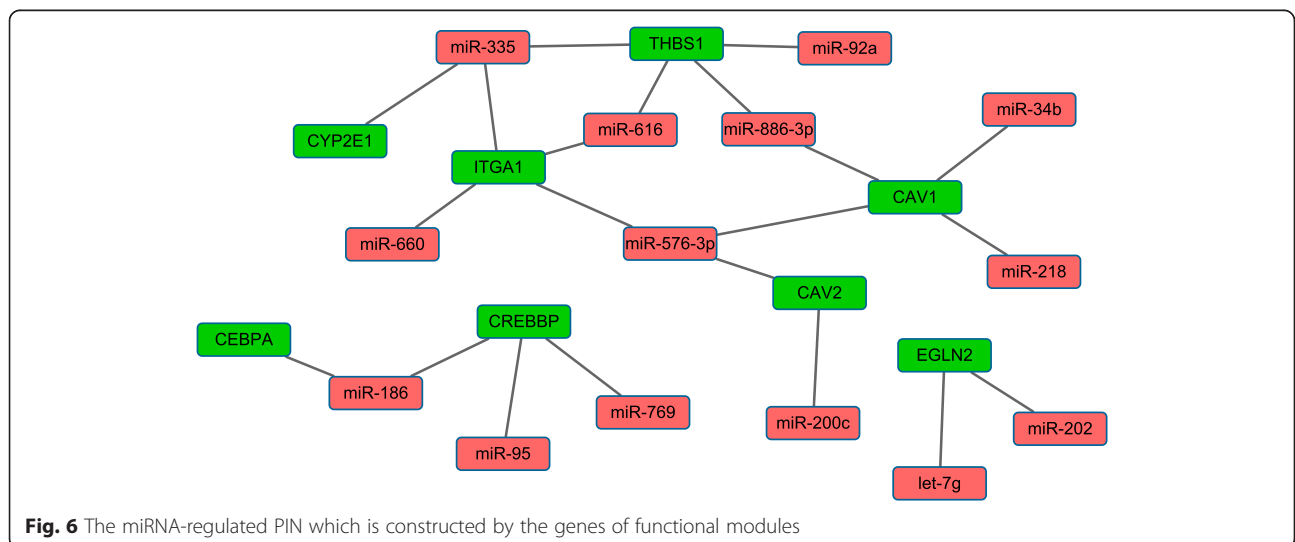 miR-335
THBS1
miR-92a
miR-34b
miR-616
miR-886-3p
CYP2E1
ITGA1
CAV1
miR-660
miR-576-3p
miR-218
CAV2
CREBBP
CEBPA
EGLN2
miR-186
miR-769
miR-200c
miR-202
miR-95
let-7g
Fig. 6 The miRNA-regulated PIN which is constructed by the genes of functional modules